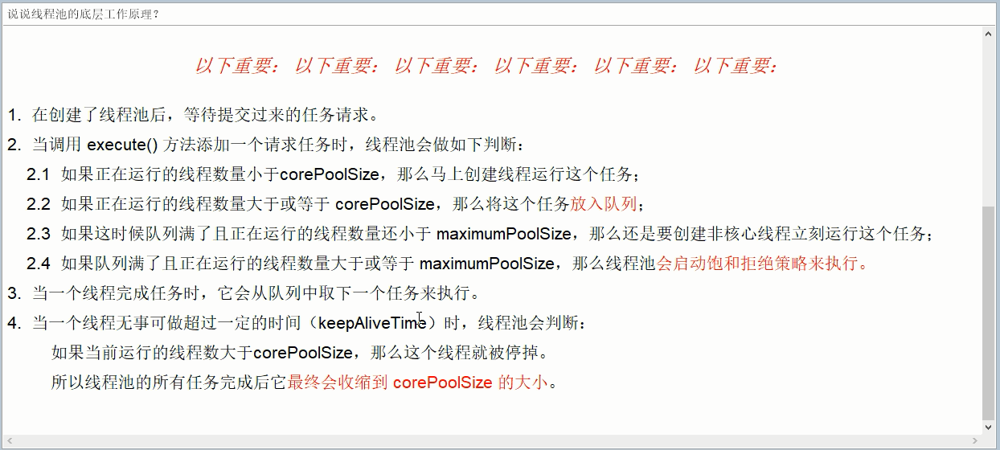 说说线程池的底层工作原理?
以下重要: 以下重要: 以下重要: 以下重要: 以下重要: 以下重要:
1. 在创建了线程池后，等待提交过来的任务请求。
2. 当调用 execute() 方法添加一个请求任务时，线程池会做如下判断:
2.1 如果正在运行的线程数量小于corePoolSize，那么马上创建线程运行这个任务;
2.2 如果正在运行的线程数量大于或等于 corePoolSize，那么将这个任务放入队列;
2.3 如果这时候队列满了且正在运行的线程数量还小于 maximumPoolSize，那么还是要创建非核心线程立刻运行这个任务;
2.4 如果队列满了且正在运行的线程数量大于或等于 maximumPoolSize，那么线程池会启动饱和拒绝策略来执行。
3. 当一个线程完成任务时，它会从队列中取下一个任务来执行。
4. 当一个线程无事可做超过一定的时间（keepAliveTime）时，线程池会判断:
如果当前运行的线程数大于corePoolSize，那么这个线程就被停掉。
所以线程池的所有任务完成后它最终会收缩到 corePoolSize 的大小。